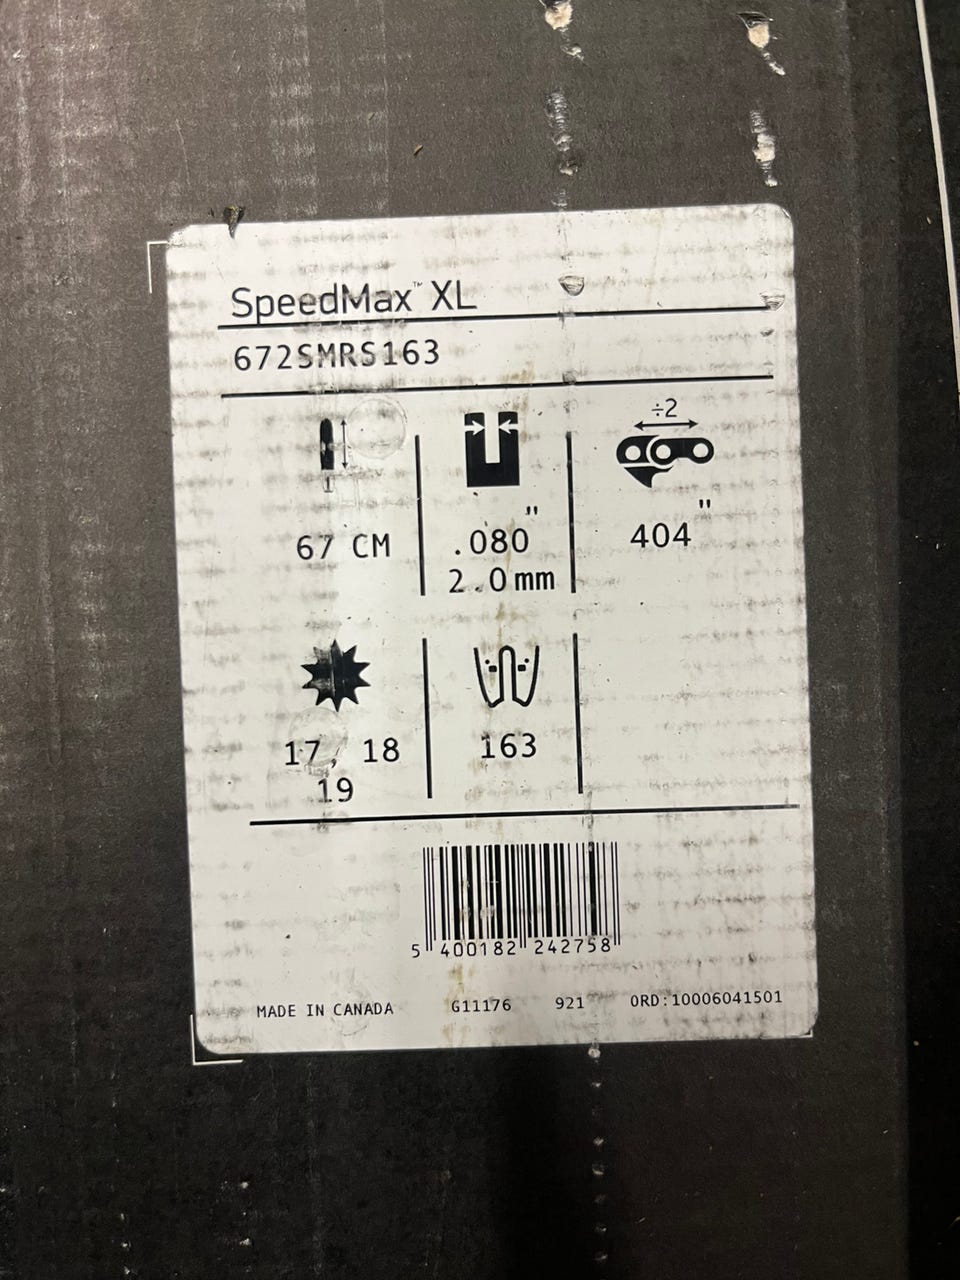 SpeedMax™ XL
672SMRS163
÷2
67 CM
.080"
2.0mm
404"
17, 18
19
163
5 400182 242758
MADE IN CANADA G11176 921 ORD:10006041501